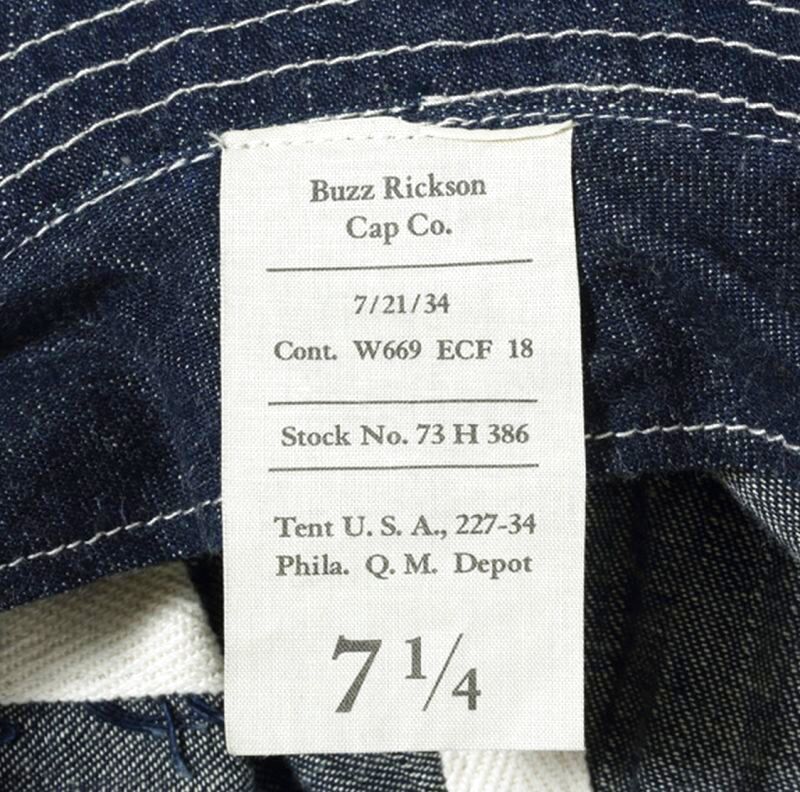 Buzz Rickson
Cap Co.
7/21/34
Cont. W669 ECF 18
Stock No. 73 H 386
Tent U. S. A., 227-34
Phila. Q. M. Depot
7 1/4